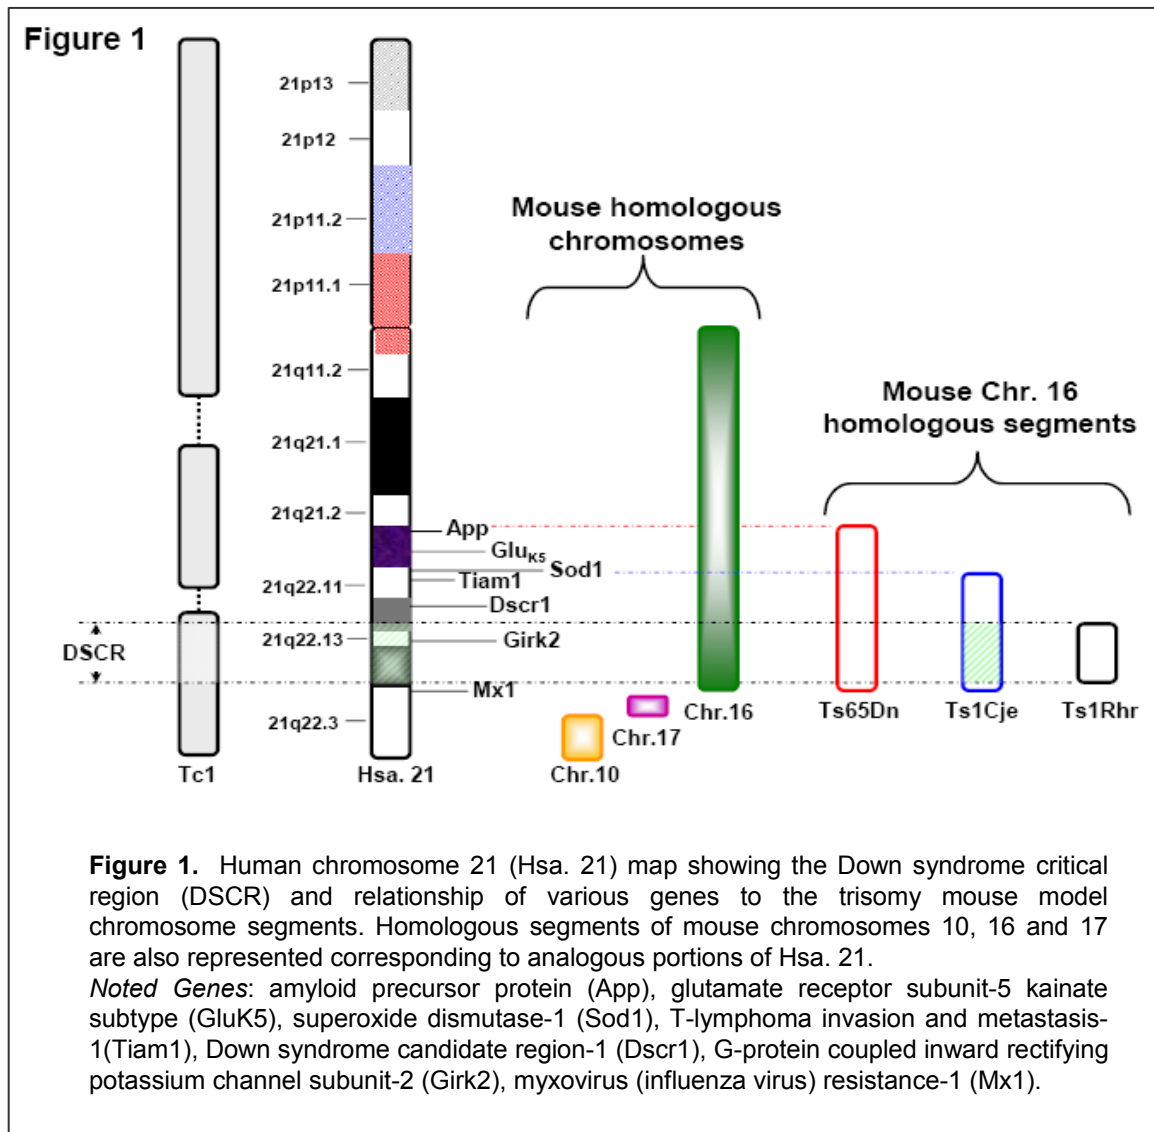 Figure 1
21p13
21p12
21p11.2
21p11.1
21q11.2
21q21.1
21q21.2
21q22.11
21q22.13
21q22.3
DSCR
Tc1
Hsa. 21
App
GluK5
Sod1
Tiam1
Dscr1
Girk2
Mx1
Mouse homologous
chromosomes
Chr.10
Chr.17
Chr.16
Mouse Chr. 16
homologous segments
Ts65Dn
Ts1Cje
Ts1Rhr
Figure 1. Human chromosome 21 (Hsa. 21) map showing the Down syndrome critical
region (DSCR) and relationship of various genes to the trisomy mouse model
chromosome segments. Homologous segments of mouse chromosomes 10, 16 and 17
are also represented corresponding to analogous portions of Hsa. 21.
Noted Genes: amyloid precursor protein (App), glutamate receptor subunit-5 kainate
subtype (GluK5), superoxide dismutase-1 (Sod1), T-lymphoma invasion and metastasis-
1(Tiam1), Down syndrome candidate region-1 (Dscr1), G-protein coupled inward rectifying
potassium channel subunit-2 (Girk2), myxovirus (influenza virus) resistance-1 (Mx1).